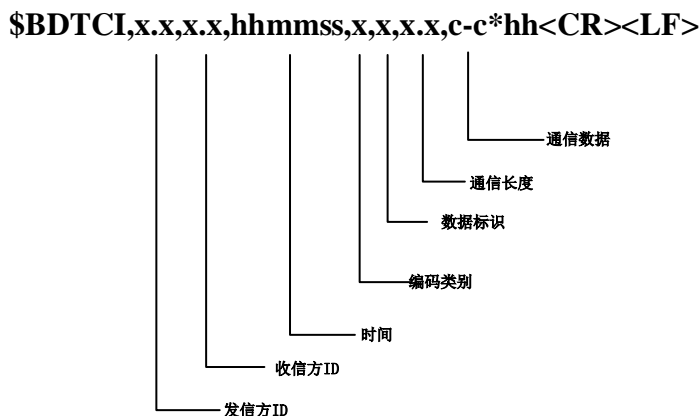 $BDTCI,x.x,x.x,hhmmss,x,x,x.x,c-c*hh<CR><LF>
通信数据
通信长度
数据标识
编码类别
时间
收信方ID
发信方ID